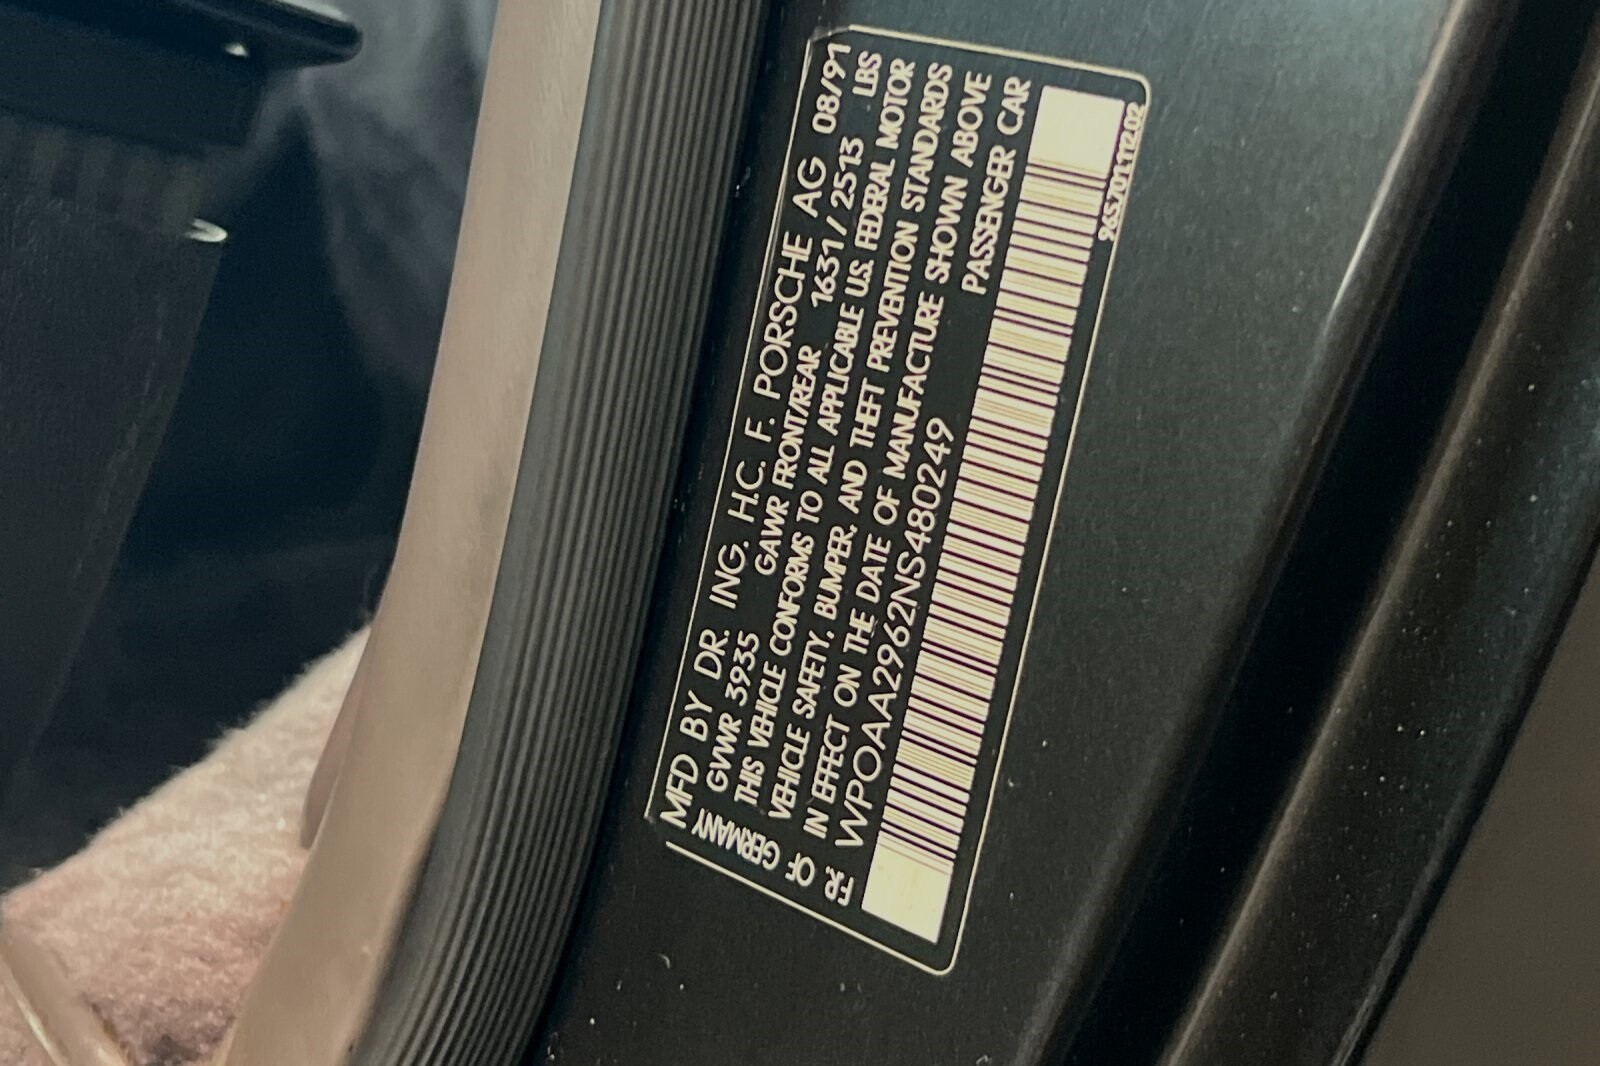 MFD BY DR. ING. H.C. F. PORSCHE AG 08/91
GVWR 3935 GAWR FRONT/REAR 1631/2513 LBS
THIS VEHICLE CONFORMS TO ALL APPLICABLE U.S. FEDERAL MOTOR
VEHICLE SAFETY, BUMPER, AND THEFT PREVENTION STANDARDS
IN EFFECT ON THE DATE OF MANUFACTURE SHOWN ABOVE
WP0AA2962NS480249 PASSENGER CAR
F.R. OF GERMANY
96570111202